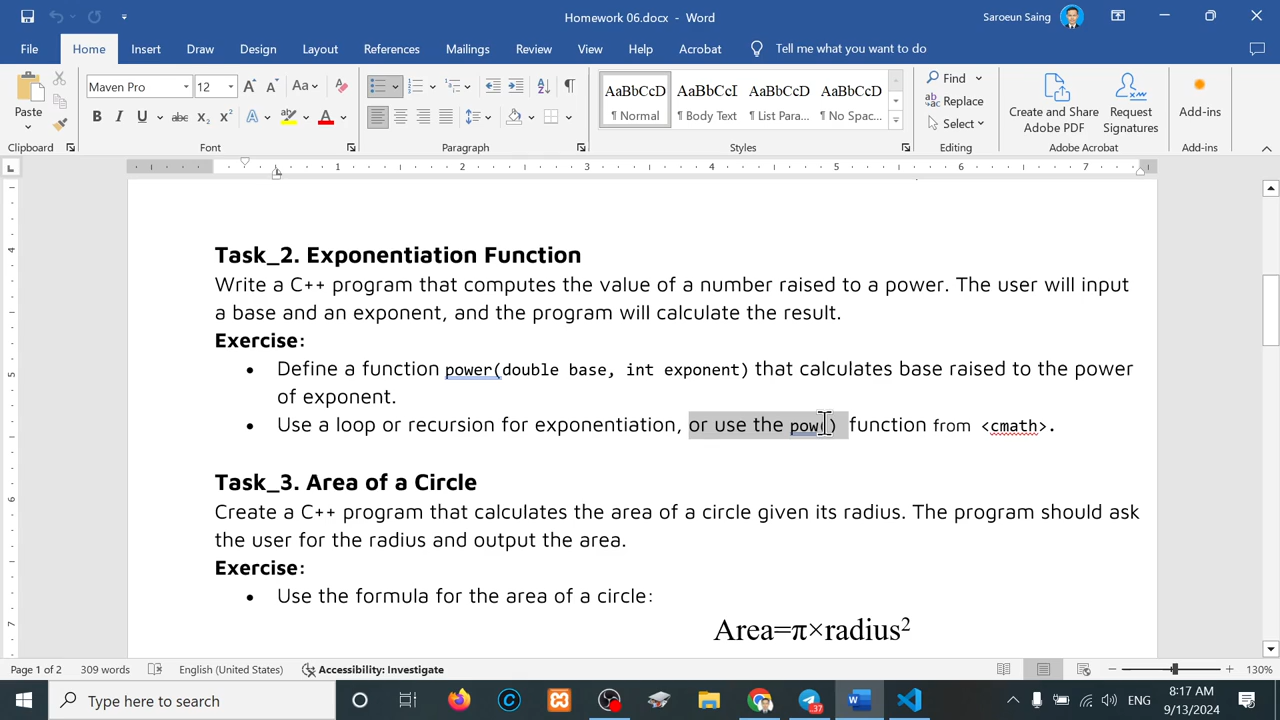 Homework 06.docx - Word
Saroeun Saing
File Home Insert Draw Design Layout References Mailings Review View Help Acrobat Tell me what you want to do
Paste
Clipboard
Maven Pro 12
Font
Paragraph
AaBbCcD AaBbCcD AaBbCcD AaBbCcD
¶ Normal ¶ Body Text ¶ List Para... ¶ No Spac...
Styles
Find
Replace
Select
Editing
Create and Share Adobe PDF
Request Signatures
Adobe Acrobat
Add-ins
Add-ins
1 2 3 4 5 6 7
Task_2. Exponentiation Function
Write a C++ program that computes the value of a number raised to a power. The user will input
a base and an exponent, and the program will calculate the result.
Exercise:
• Define a function power(double base, int exponent) that calculates base raised to the power
of exponent.
• Use a loop or recursion for exponentiation, or use the pow() function from <cmath>.
Task_3. Area of a Circle
Create a C++ program that calculates the area of a circle given its radius. The program should ask
the user for the radius and output the area.
Exercise:
• Use the formula for the area of a circle:
Area=π×radius²
Page 1 of 2 309 words English (United States) Accessibility: Investigate 130%
Type here to search
ENG
8:17 AM
9/13/2024